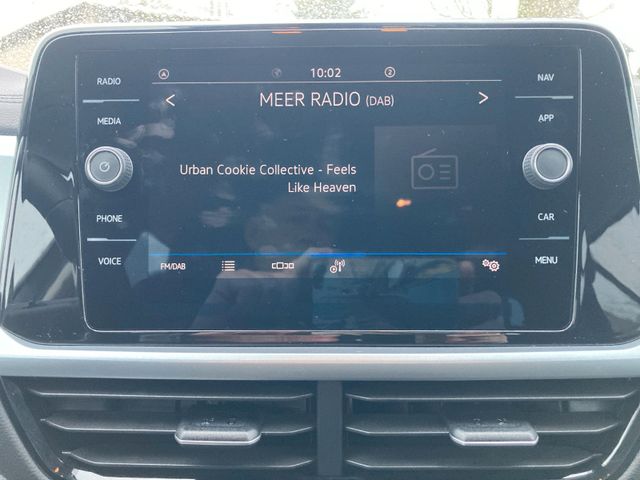 RADIO
MEDIA
PHONE
VOICE
A
10:02
2
< MEER RADIO (DAB) >
Urban Cookie Collective - Feels
Like Heaven
FM/DAB
NAV
APP
CAR
MENU